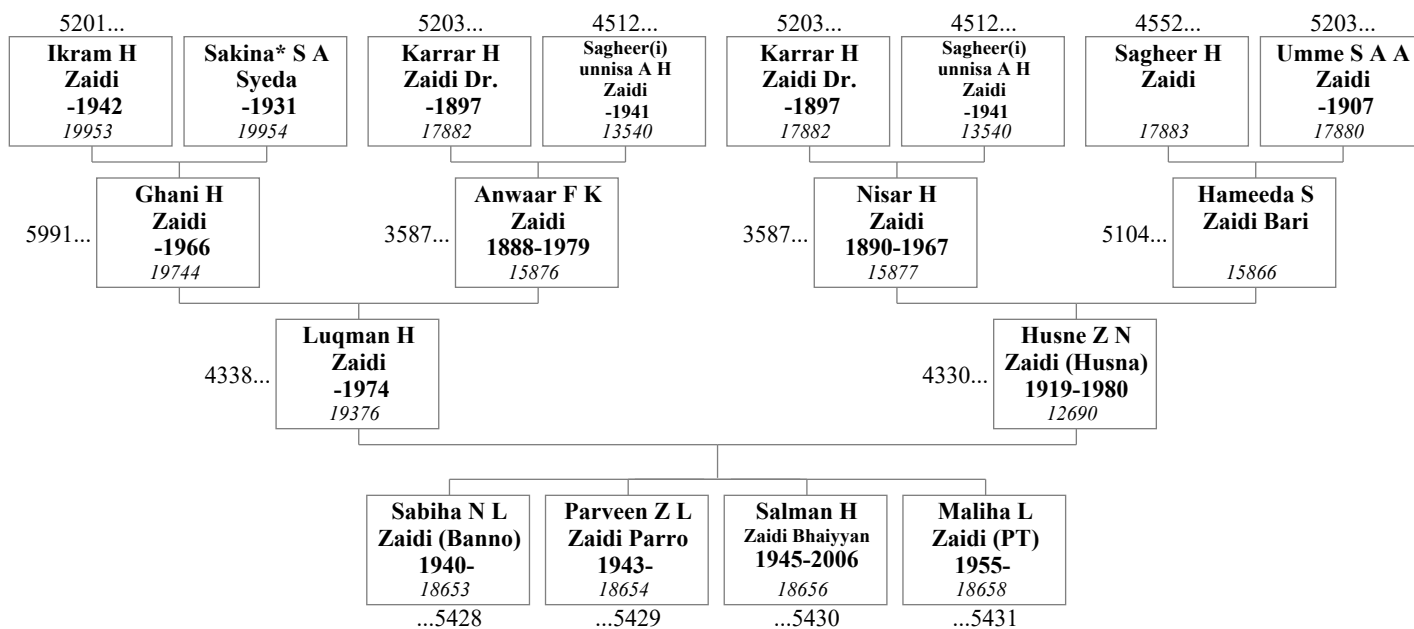 5201...
5203...
4512...
5203...
4512...
4552...
5203...
Ikram H
Zaidi
-1942
19953
Sakina* S A
Syeda
-1931
19954
Karrar H
Zaidi Dr.
-1897
17882
Sagheer(i)
unnisa A H
Zaidi
-1941
13540
Karrar H
Zaidi Dr.
-1897
17882
Sagheer(i)
unnisa A H
Zaidi
-1941
13540
Sagheer H
Zaidi
17883
Umme S A A
Zaidi
-1907
17880
5991...
Ghani H
Zaidi
-1966
19744
3587...
Anwaar F K
Zaidi
1888-1979
15876
3587...
Nisar H
Zaidi
1890-1967
15877
5104...
Hameeda S
Zaidi Bari
15866
4338...
Luqman H
Zaidi
-1974
19376
4330...
Husne Z N
Zaidi (Husna)
1919-1980
12690
Sabiha N L
Zaidi (Banno)
1940-
18653
...5428
Parveen Z L
Zaidi Parro
1943-
18654
...5429
Salman H
Zaidi Bhaiyyan
1945-2006
18656
...5430
Maliha L
Zaidi (PT)
1955-
18658
...5431